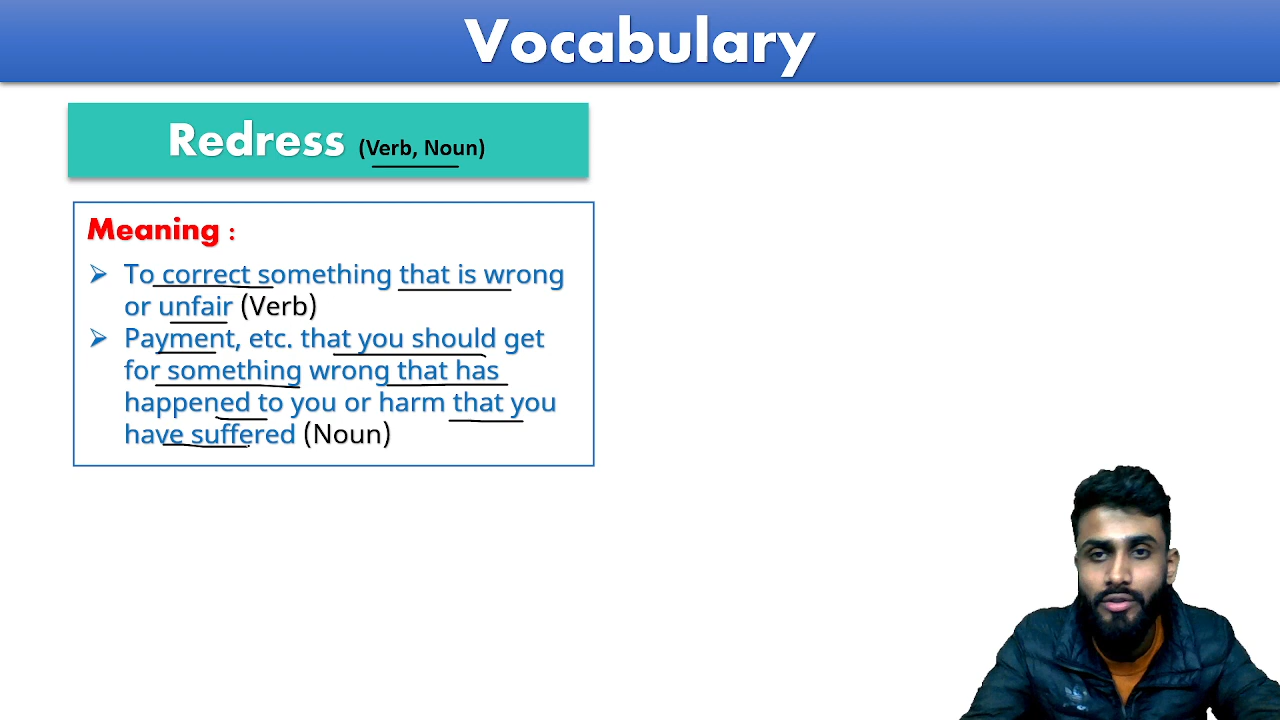 Vocabulary
Redress (Verb, Noun)
Meaning :
➢ To correct something that is wrong
or unfair (Verb)
➢ Payment, etc. that you should get
for something wrong that has
happened to you or harm that you
have suffered (Noun)